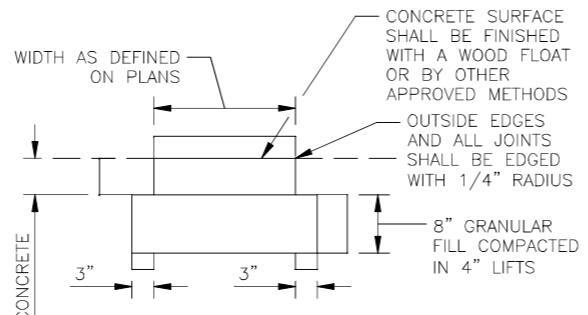 CONCRETE SURFACE
SHALL BE FINISHED
WITH A WOOD FLOAT
OR BY OTHER
APPROVED METHODS
WIDTH AS DEFINED
ON PLANS
OUTSIDE EDGES
AND ALL JOINTS
SHALL BE EDGED
WITH 1/4" RADIUS
8" GRANULAR
FILL COMPACTED
IN 4" LIFTS
3"
3"
CONCRETE